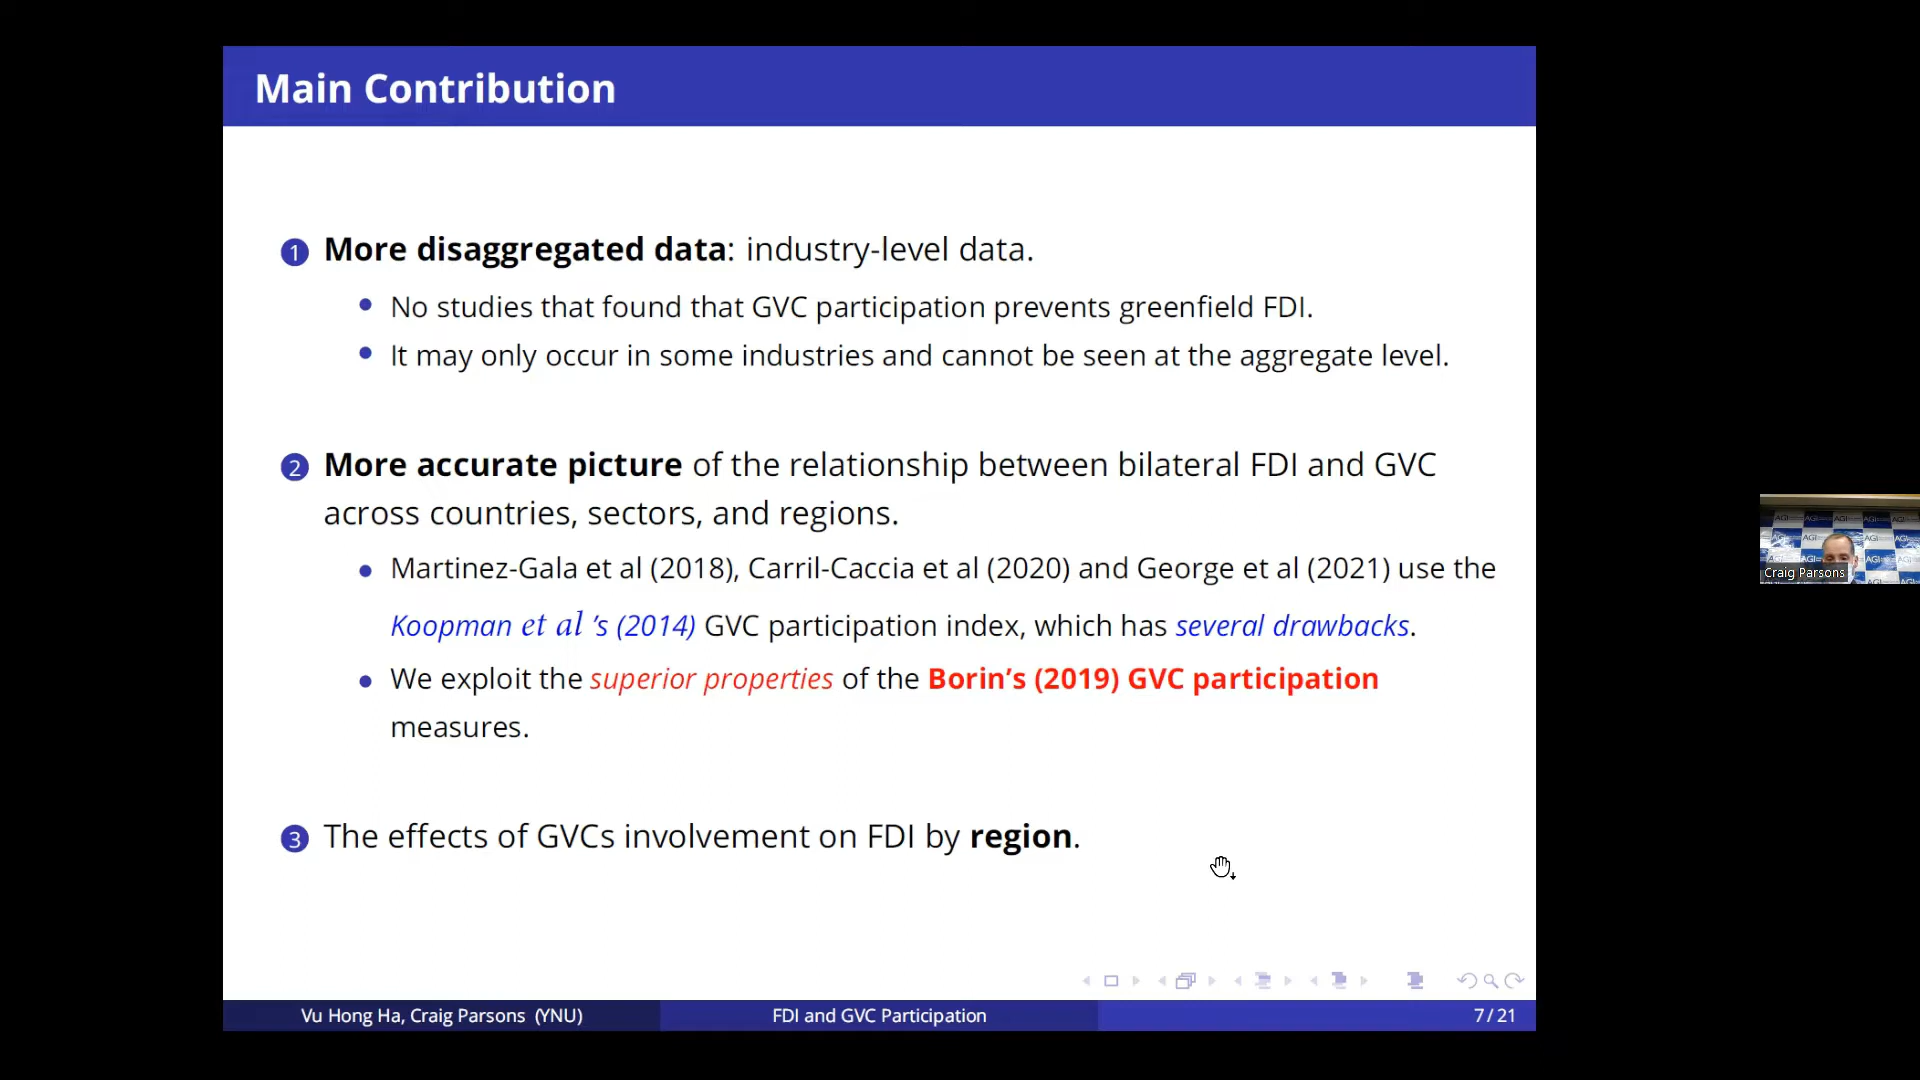 Main Contribution
1 More disaggregated data: industry-level data.
• No studies that found that GVC participation prevents greenfield FDI.
• It may only occur in some industries and cannot be seen at the aggregate level.
2 More accurate picture of the relationship between bilateral FDI and GVC
across countries, sectors, and regions.
• Martinez-Gala et al (2018), Carril-Caccia et al (2020) and George et al (2021) use the
Koopman et al 's (2014) GVC participation index, which has several drawbacks.
• We exploit the superior properties of the Borin's (2019) GVC participation
measures.
3 The effects of GVCs involvement on FDI by region.
Vu Hong Ha, Craig Parsons (YNU) FDI and GVC Participation 7 / 21
AGI AGI AGI AGI
AGI
AGI
Craig Parsons